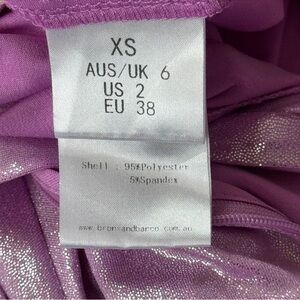 XS
AUS/UK 6
US 2
EU 38
Shell : 95%Polyester
5%Spandex
www.bronxandbanco.com.au